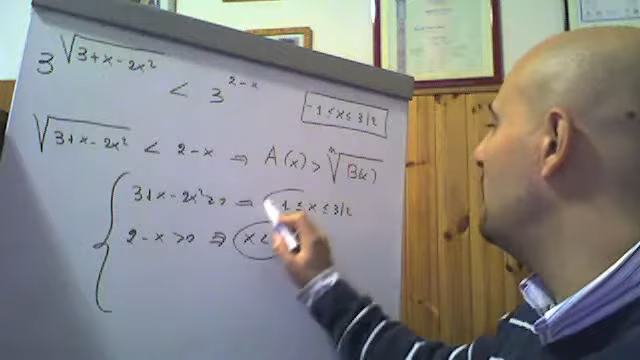 3^√(3+x-2x²) < 3^(2-x)
-1 ≤ x ≤ 3/2
√(3+x-2x²) < 2-x ⇒ A(x) > ⁿ√B(x)
3+x-2x² ≥ 0 ⇒ -1 ≤ x ≤ 3/2
2-x > 0 ⇒ x <